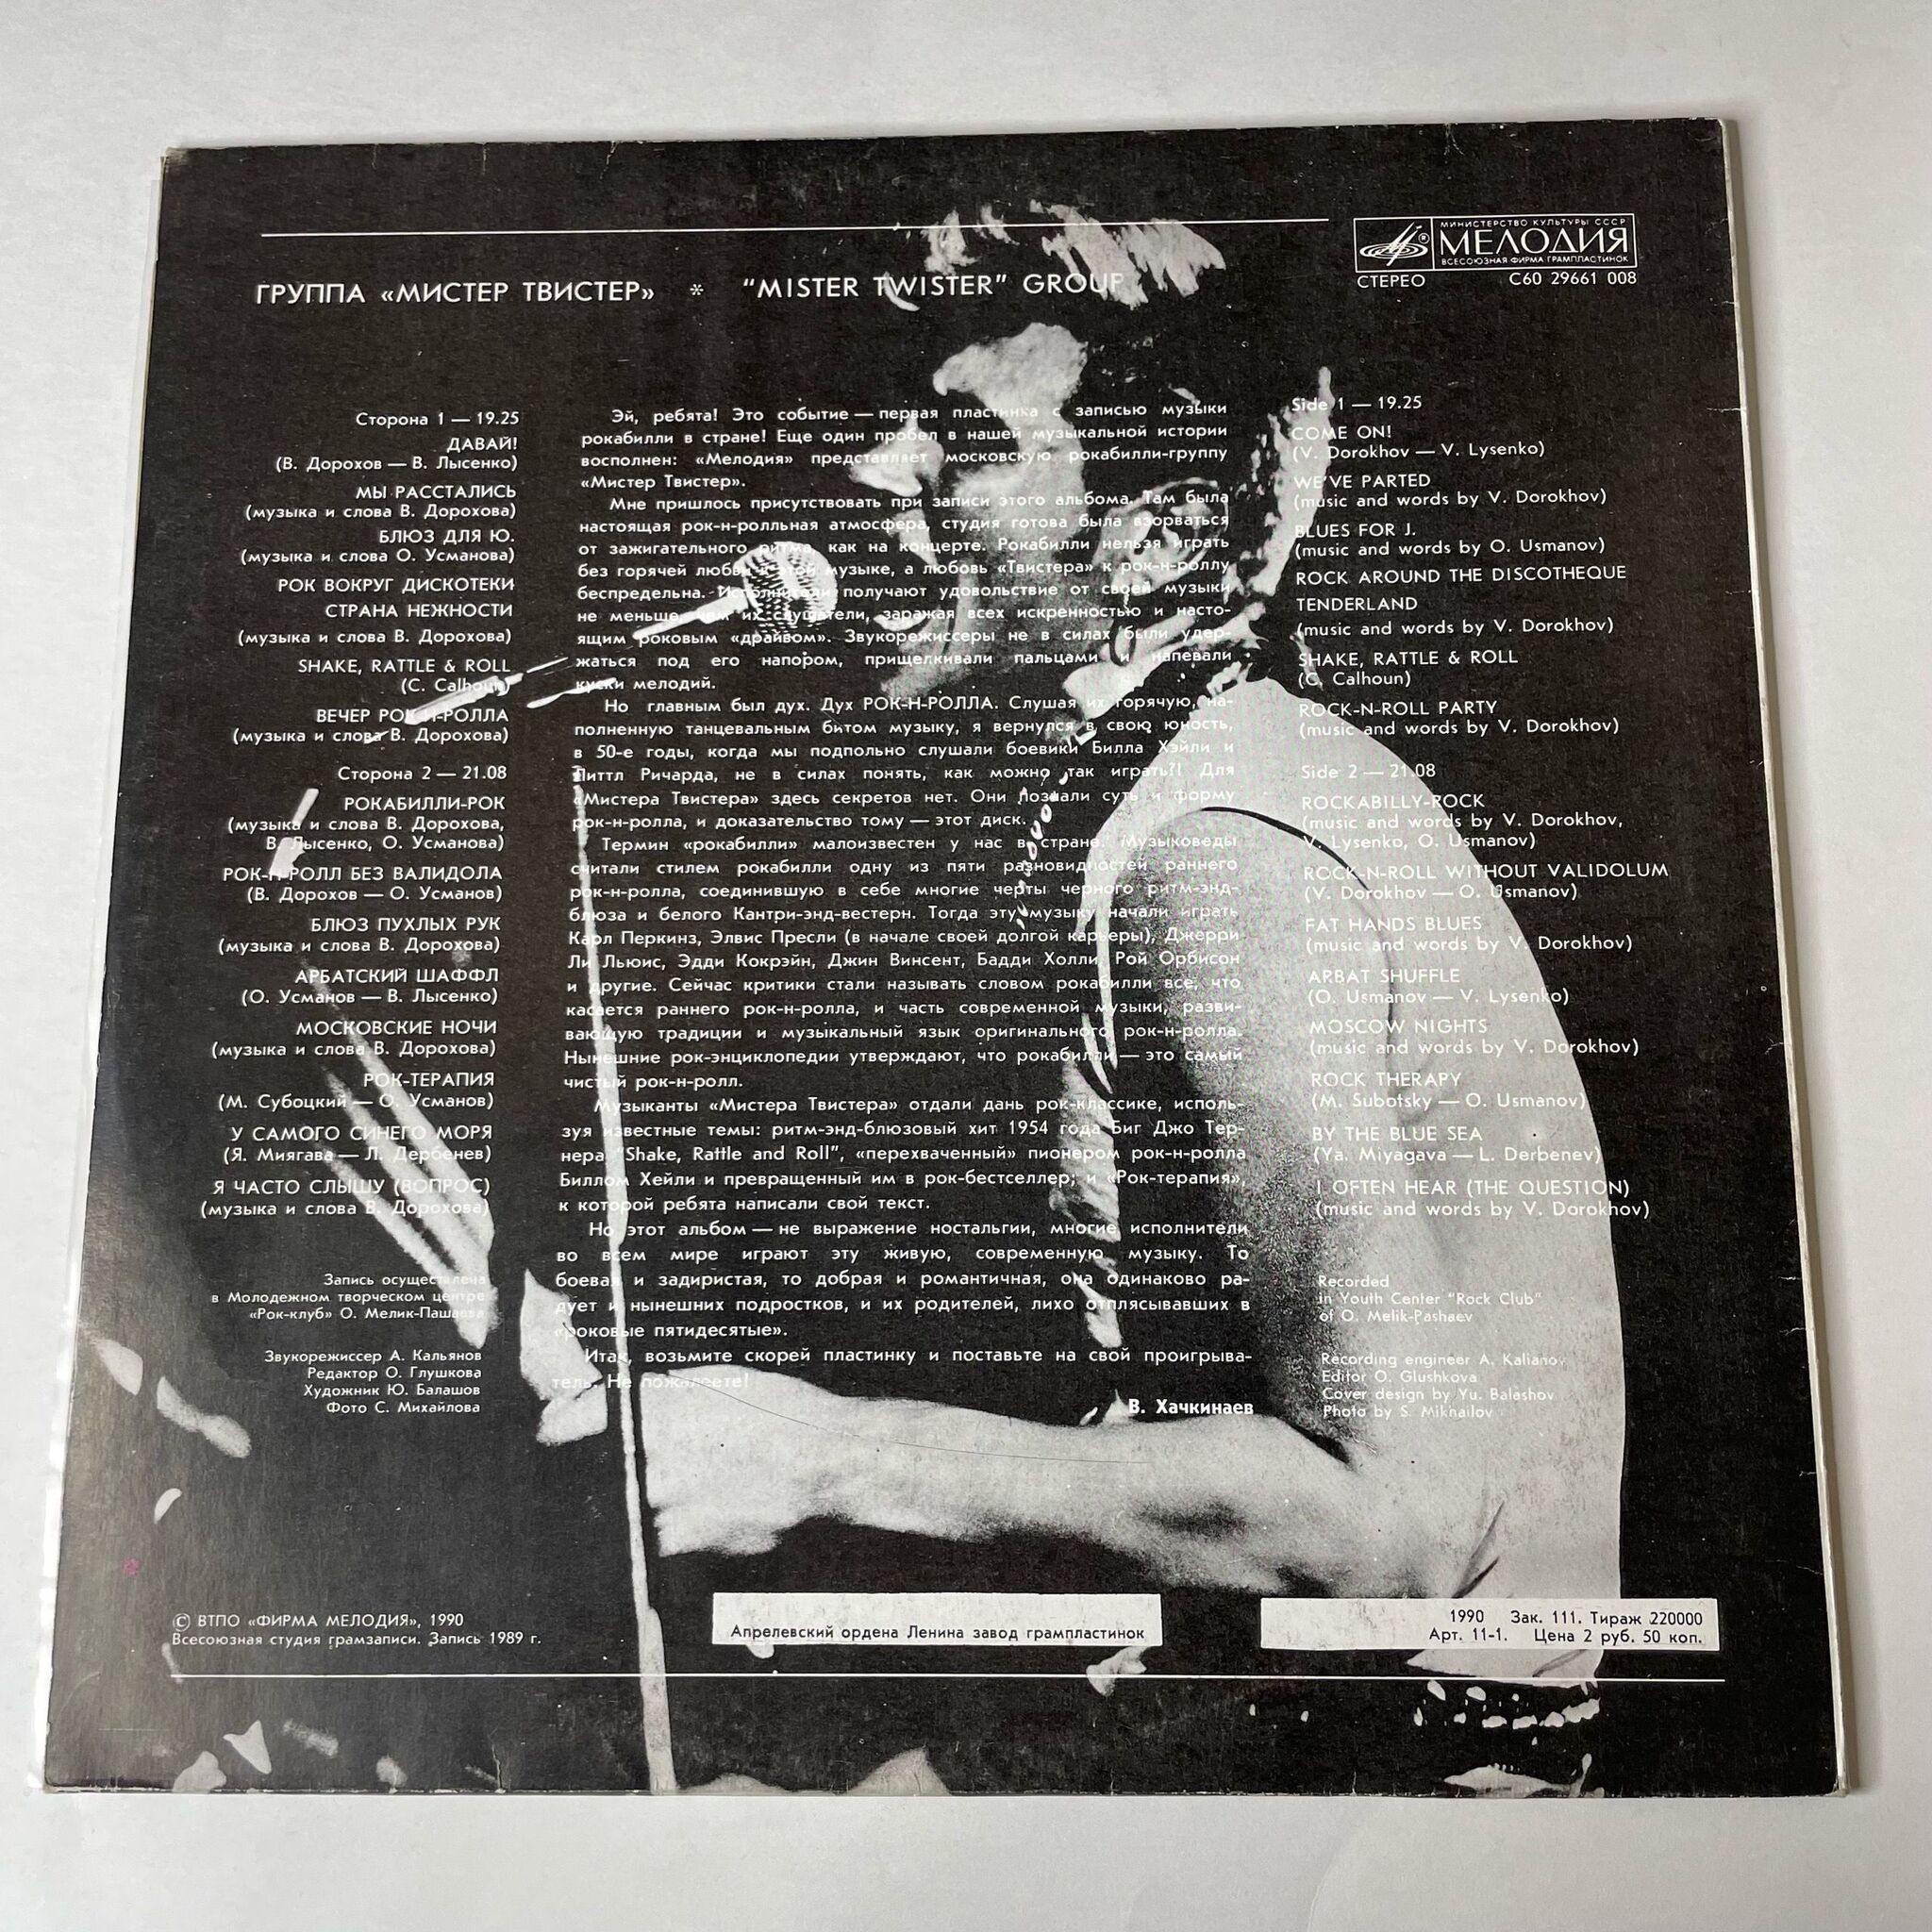 МИНИСТЕРСТВО КУЛЬТУРЫ СССР
МЕЛОДИЯ
ВСЕСОЮЗНАЯ ФИРМА ГРАМПЛАСТИНОК
СТЕРЕО С60 29661 008
ГРУППА «МИСТЕР ТВИСТЕР» * "MISTER TWISTER" GROUP
Сторона 1 — 19.25
ДАВАЙ!
(В. Дорохов — В. Лысенко)
МЫ РАССТАЛИСЬ
(музыка и слова В. Дорохова)
БЛЮЗ ДЛЯ Ю.
(музыка и слова О. Усманова)
РОК ВОКРУГ ДИСКОТЕКИ
СТРАНА НЕЖНОСТИ
(музыка и слова В. Дорохова)
SHAKE, RATTLE & ROLL
(C. Calhoun)
ВЕЧЕР РОК-Н-РОЛЛА
(музыка и слова В. Дорохова)
Сторона 2 — 21.08
РОКАБИЛЛИ-РОК
(музыка и слова В. Дорохова,
В. Лысенко, О. Усманова)
РОК-Н-РОЛЛ БЕЗ ВАЛИДОЛА
(В. Дорохов — О. Усманов)
БЛЮЗ ПУХЛЫХ РУК
(музыка и слова В. Дорохова)
АРБАТСКИЙ ШАФФЛ
(О. Усманов — В. Лысенко)
МОСКОВСКИЕ НОЧИ
(музыка и слова В. Дорохова)
РОК-ТЕРАПИЯ
(М. Субоцкий — О. Усманов)
У САМОГО СИНЕГО МОРЯ
(Я. Миягава — Л. Дербенев)
Я ЧАСТО СЛЫШУ (ВОПРОС)
(музыка и слова В. Дорохова)
Запись осуществлена
в Молодежном творческом центре
«Рок-клуб» О. Мелик-Пашаева
Звукорежиссер А. Кальянов
Редактор О. Глушкова
Художник Ю. Балашов
Фото С. Михайлова
Эй, ребята! Это событие — первая пластинка с записью музыки
рокабилли в стране! Еще один пробел в нашей музыкальной истории
восполнен: «Мелодия» представляет московскую рокабилли-группу
«Мистер Твистер».
Мне пришлось присутствовать при записи этого альбома. Там была
настоящая рок-н-ролльная атмосфера, студия готова была взорваться
от зажигательного ритма, как на концерте. Рокабилли нельзя играть
без горячей любви к этой музыке, а любовь «Твистера» к рок-н-роллу
беспредельна. Исполнители получают удовольствие от своей музыки
не меньше, чем их слушатели, заражая всех искренностью и насто-
ящим роковым «драйвом». Звукорежиссеры не в силах были удер-
жаться под его напором, прищелкивали пальцами и напевали
куски мелодий.
Но главным был дух. Дух РОК-Н-РОЛЛА. Слушая их горячую, на-
полненную танцевальным битом музыку, я вернулся в свою юность,
в 50-е годы, когда мы подпольно слушали боевики Билла Хэйли и
Литтл Ричарда, не в силах понять, как можно так играть?! Для
«Мистера Твистера» здесь секретов нет. Они познали суть и форму
рок-н-ролла, и доказательство тому — этот диск.
Термин «рокабилли» малоизвестен у нас в стране. Музыковеды
считали стилем рокабилли одну из пяти разновидностей раннего
рок-н-ролла, соединившую в себе многие черты черного ритм-энд-
блюза и белого Кантри-энд-вестерн. Тогда эту музыку начали играть
Карл Перкинз, Элвис Пресли (в начале своей долгой карьеры), Джерри
Ли Льюис, Эдди Кокрэйн, Джин Винсент, Бадди Холли, Рой Орбисон
и другие. Сейчас критики стали называть словом рокабилли все, что
касается раннего рок-н-ролла, и часть современной музыки, разви-
вающую традиции и музыкальный язык оригинального рок-н-ролла.
Нынешние рок-энциклопедии утверждают, что рокабилли — это самый
чистый рок-н-ролл.
Музыканты «Мистера Твистера» отдали дань рок-классике, исполь-
зуя известные темы: ритм-энд-блюзовый хит 1954 года Биг Джо Тер-
нера "Shake, Rattle and Roll", «перехваченный» пионером рок-н-ролла
Биллом Хейли и превращенный им в рок-бестселлер; и «Рок-терапия»,
к которой ребята написали свой текст.
Но этот альбом — не выражение ностальгии, многие исполнители
во всем мире играют эту живую, современную музыку. То
боевая и задиристая, то добрая и романтичная, она одинаково ра-
дует и нынешних подростков, и их родителей, лихо отплясывавших в
«роковые пятидесятые».
Итак, возьмите скорей пластинку и поставьте на свой проигрыва-
тель. Не пожалеете!
В. Хачкинаев
Side 1 — 19.25
COME ON!
(V. Dorokhov — V. Lysenko)
WE'VE PARTED
(music and words by V. Dorokhov)
BLUES FOR J.
(music and words by O. Usmanov)
ROCK AROUND THE DISCOTHEQUE
TENDERLAND
(music and words by V. Dorokhov)
SHAKE, RATTLE & ROLL
(C. Calhoun)
ROCK-N-ROLL PARTY
(music and words by V. Dorokhov)
Side 2 — 21.08
ROCKABILLY-ROCK
(music and words by V. Dorokhov,
V. Lysenko, O. Usmanov)
ROCK-N-ROLL WITHOUT VALIDOLUM
(V. Dorokhov — O. Usmanov)
FAT HANDS BLUES
(music and words by V. Dorokhov)
ARBAT SHUFFLE
(O. Usmanov — V. Lysenko)
MOSCOW NIGHTS
(music and words by V. Dorokhov)
ROCK THERAPY
(M. Subotsky — O. Usmanov)
BY THE BLUE SEA
(Ya. Miyagava — L. Derbenev)
I OFTEN HEAR (THE QUESTION)
(music and words by V. Dorokhov)
Recorded
in Youth Center "Rock Club"
of O. Melik-Pashaev
Recording engineer A. Kalianov
Editor O. Glushkova
Cover design by Yu. Balashov
Photo by S. Mikhailov
© ВТПО «ФИРМА МЕЛОДИЯ», 1990
Всесоюзная студия грамзаписи. Запись 1989 г.
Апрелевский ордена Ленина завод грампластинок
1990 Зак. 111. Тираж 220000
Арт. 11-1. Цена 2 руб. 50 коп.